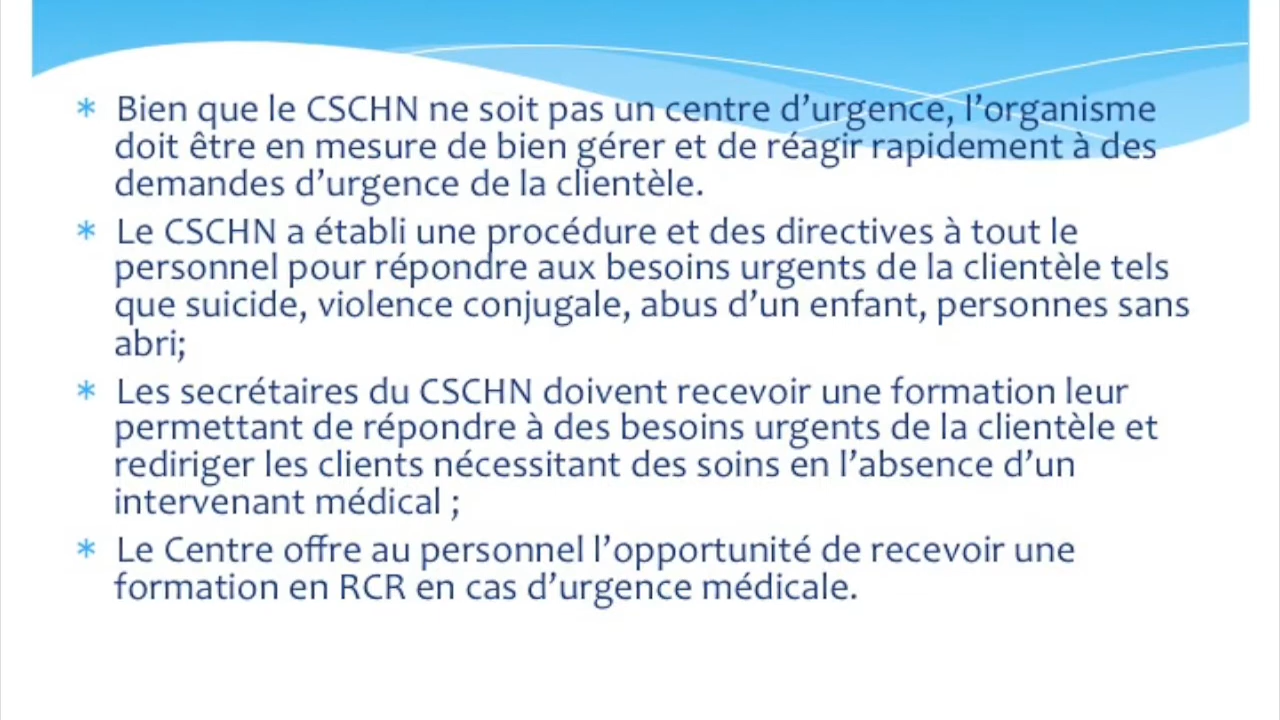 * Bien que le CSCHN ne soit pas un centre d’urgence, l’organisme
doit être en mesure de bien gérer et de réagir rapidement à des
demandes d’urgence de la clientèle.
* Le CSCHN a établi une procédure et des directives à tout le
personnel pour répondre aux besoins urgents de la clientèle tels
que suicide, violence conjugale, abus d’un enfant, personnes sans
abri;
* Les secrétaires du CSCHN doivent recevoir une formation leur
permettant de répondre à des besoins urgents de la clientèle et
rediriger les clients nécessitant des soins en l’absence d’un
intervenant médical ;
* Le Centre offre au personnel l’opportunité de recevoir une
formation en RCR en cas d’urgence médicale.